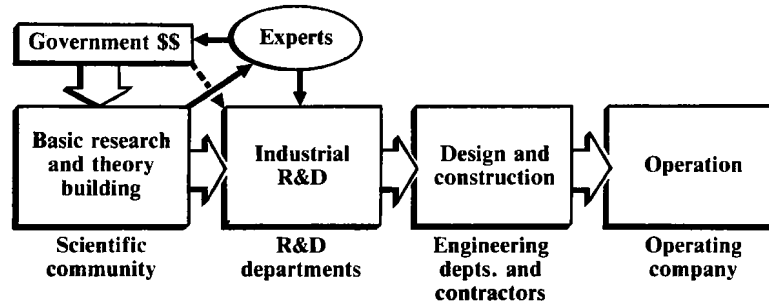 Government $$
Experts
Basic research
and theory
building
Industrial
R&D
Design and
construction
Operation
Scientific
community
R&D
departments
Engineering
depts. and
contractors
Operating
company